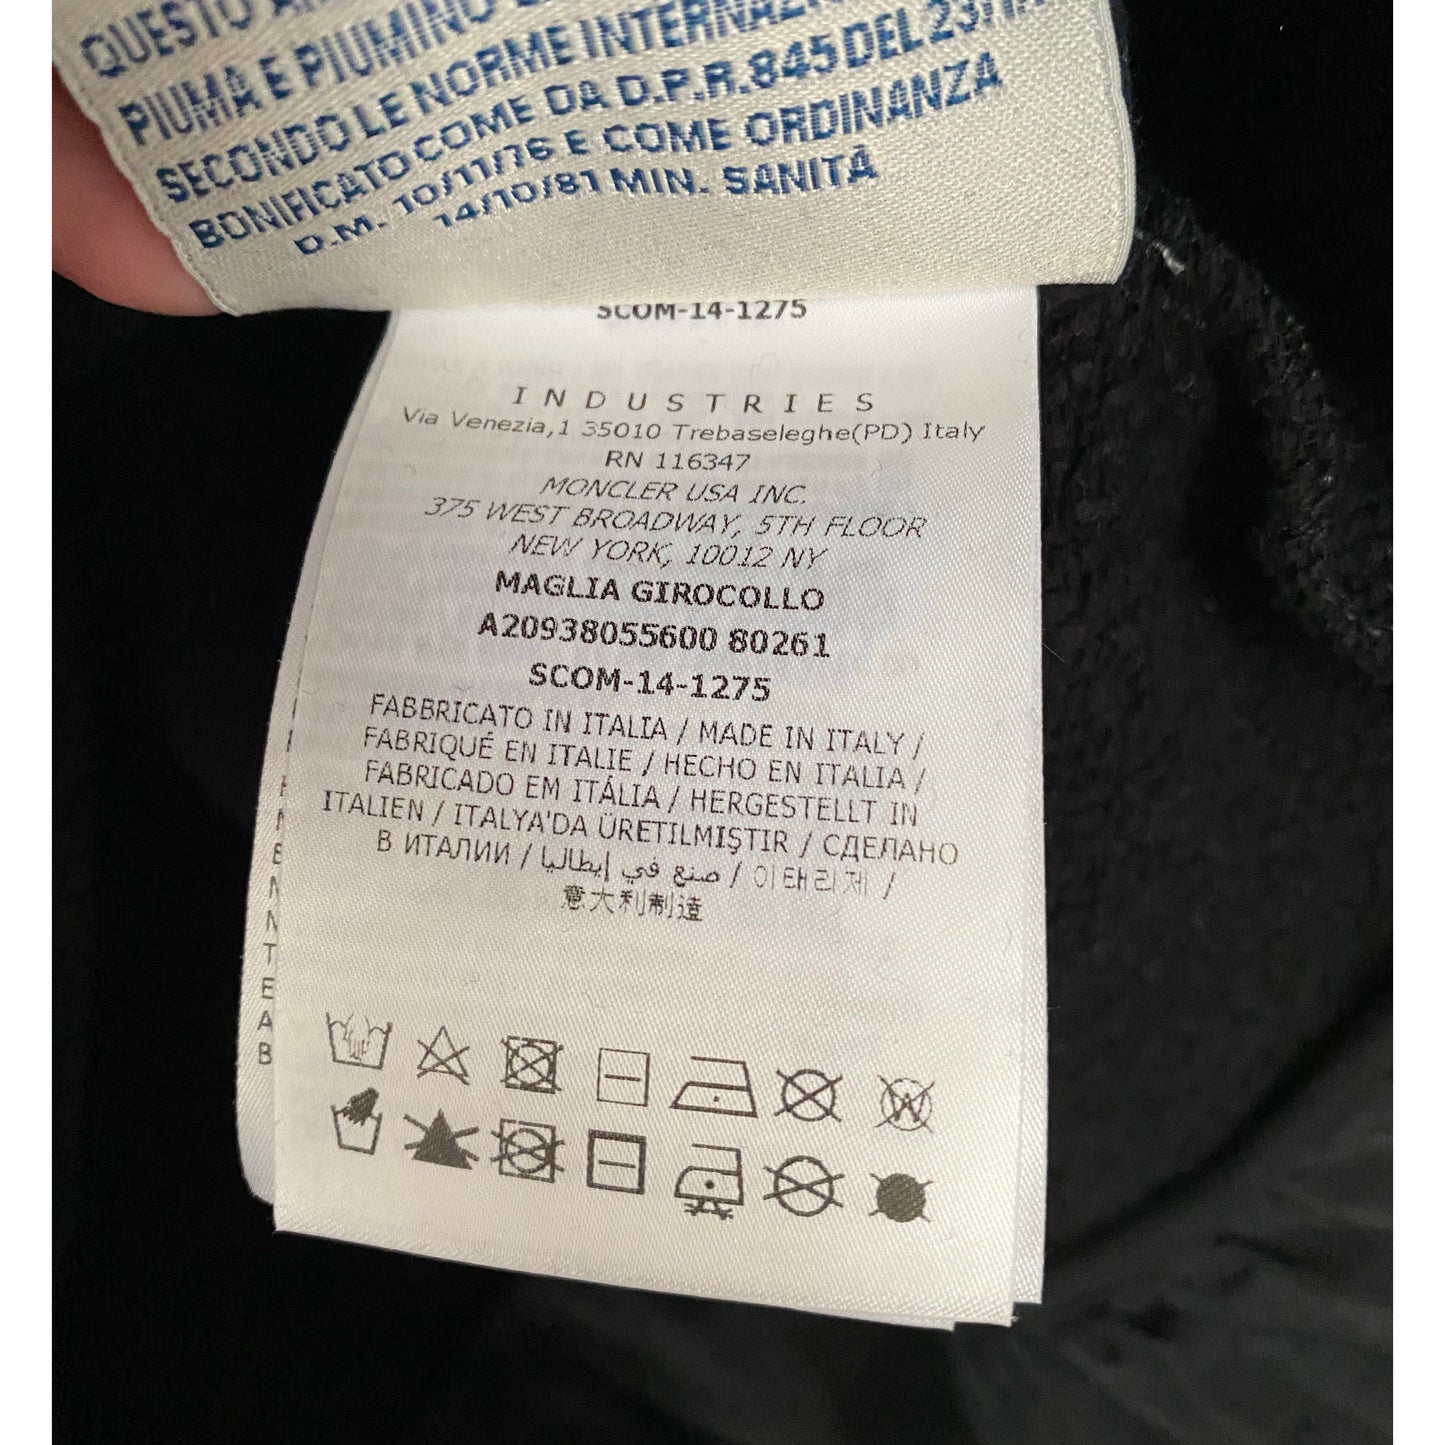 QUESTO
PIUMA E PIUMINO
SECONDO LE NORME
BONIFICATO COME DA D.P.R. 845 DEL
D.M. 10/11/76 E COME ORDINANZA
14/10/81 MIN. SANITÀ
SCOM-14-1275
INDUSTRIES
Via Venezia,1 35010 Trebaseleghe(PD) Italy
RN 116347
MONCLER USA INC.
375 WEST BROADWAY, 5TH FLOOR
NEW YORK, 10012 NY
MAGLIA GIROCOLLO
A20938055600 80261
SCOM-14-1275
FABBRICATO IN ITALIA / MADE IN ITALY /
FABRIQUÉ EN ITALIE / HECHO EN ITALIA /
FABRICADO EM ITÁLIA / HERGESTELLT IN
ITALIEN / ITALYA'DA ÜRETILMIŞTIR / СДЕЛАНО
В ИТАЛИИ / صنع في إيطاليا / 이태리제 /
意大利制造
W